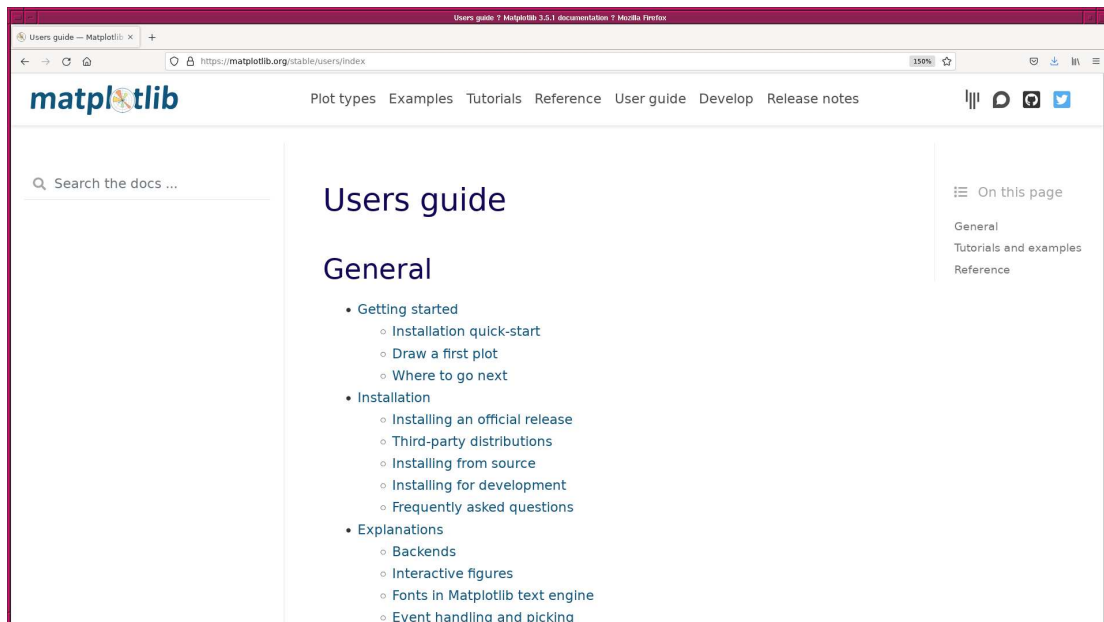 Users guide ? Matplotlib 3.5.1 documentation ? Mozilla Firefox
Users guide — Matplotlib
https://matplotlib.org/stable/users/index
150%
matplotlib
Plot types Examples Tutorials Reference User guide Develop Release notes
Search the docs ...
Users guide
General
Getting started
Installation quick-start
Draw a first plot
Where to go next
Installation
Installing an official release
Third-party distributions
Installing from source
Installing for development
Frequently asked questions
Explanations
Backends
Interactive figures
Fonts in Matplotlib text engine
Event handling and picking
On this page
General
Tutorials and examples
Reference